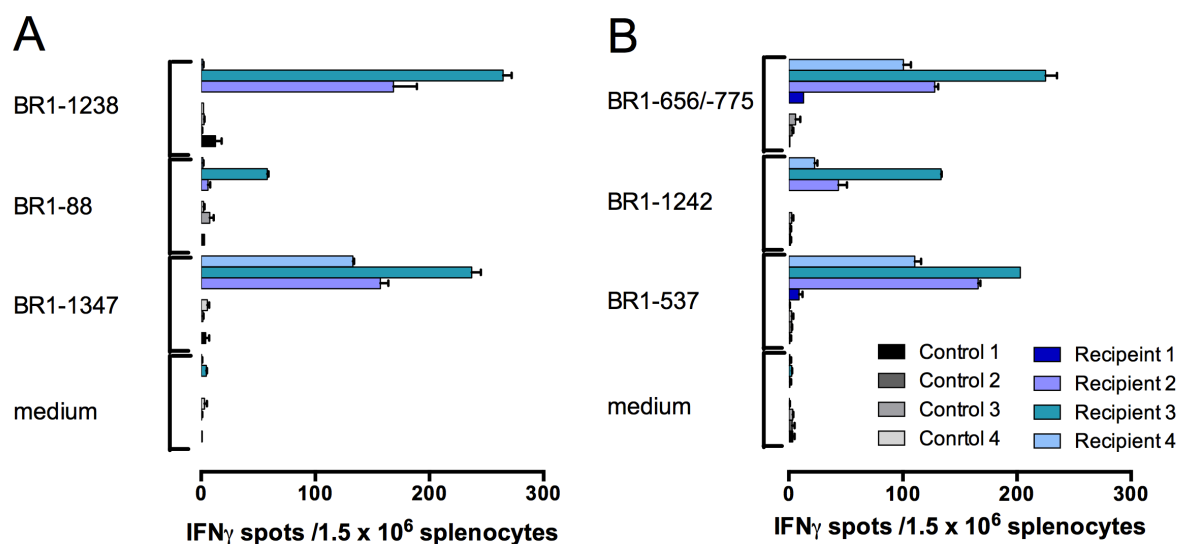 A
BR1-1238
BR1-88
BR1-1347
medium
0 100 200 300
IFNγ spots /1.5 x 10⁶ splenocytes
B
BR1-656/-775
BR1-1242
BR1-537
medium
Control 1
Control 2
Control 3
Conrtol 4
Recipeint 1
Recipient 2
Recipient 3
Recipient 4
0 100 200 300
IFNγ spots /1.5 x 10⁶ splenocytes